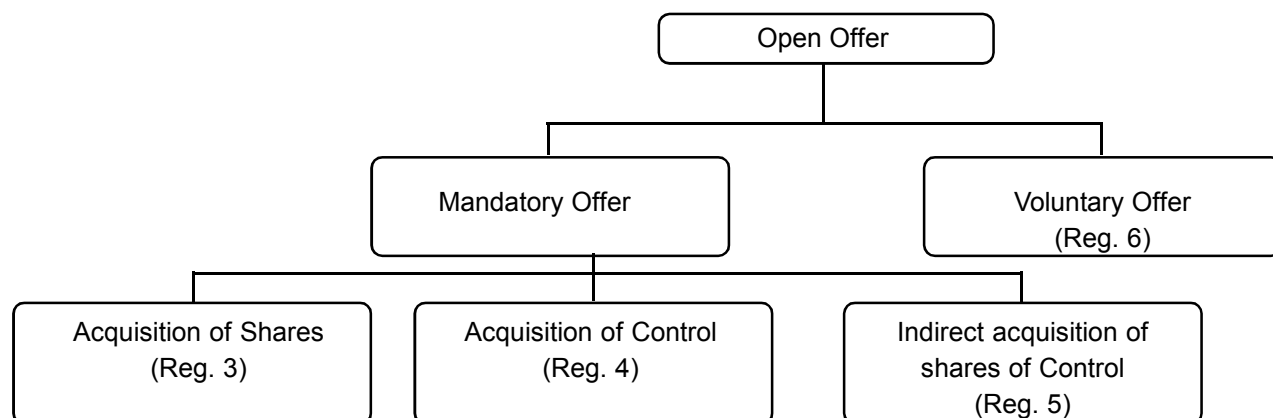 Open Offer
Mandatory Offer
Voluntary Offer
(Reg. 6)
Acquisition of Shares
(Reg. 3)
Acquisition of Control
(Reg. 4)
Indirect acquisition of
shares of Control
(Reg. 5)